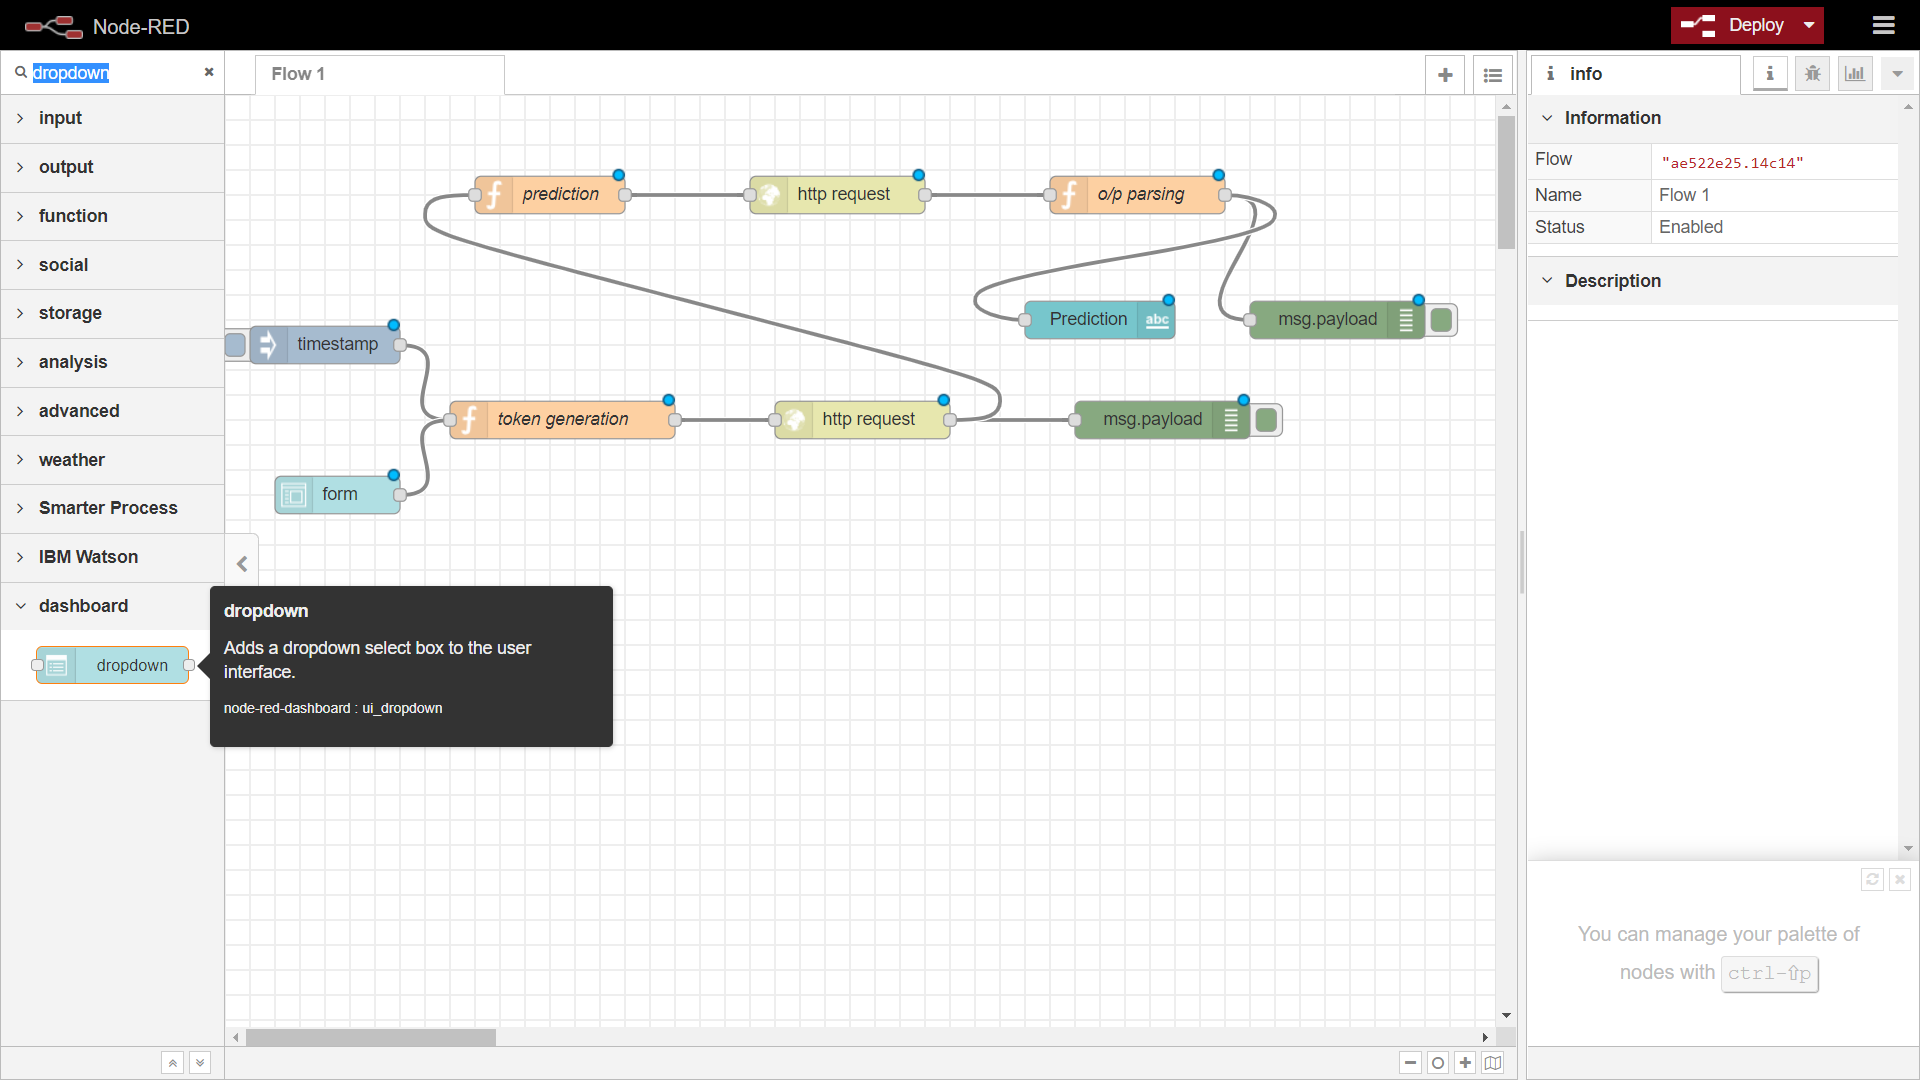 Node-RED
Deploy
dropdown
Flow 1
info
input
output
function
social
storage
analysis
advanced
weather
Smarter Process
IBM Watson
dashboard
dropdown
prediction
http request
o/p parsing
Prediction
abc
msg.payload
timestamp
token generation
http request
msg.payload
form
dropdown
Adds a dropdown select box to the user
interface.
node-red-dashboard : ui_dropdown
Information
Flow "ae522e25.14c14"
Name Flow 1
Status Enabled
Description
You can manage your palette of
nodes with ctrl-⇧p